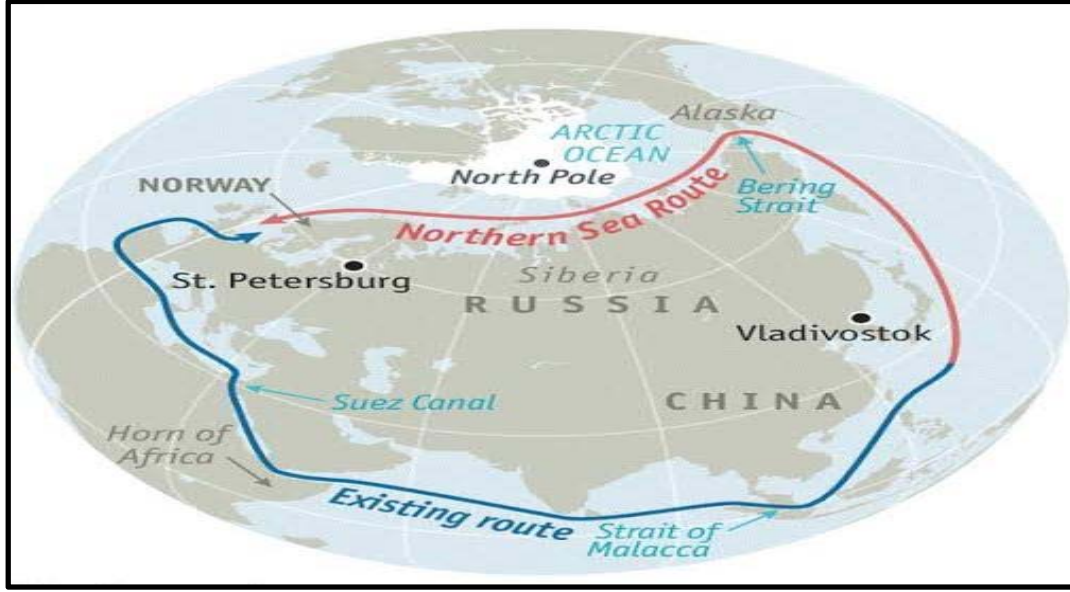 Alaska
ARCTIC
OCEAN
North Pole
NORWAY
Bering
Strait
Northern Sea Route
St. Petersburg
Siberia
RUSSIA
Vladivostok
Suez Canal
CHINA
Horn of
Africa
Existing route
Strait of
Malacca